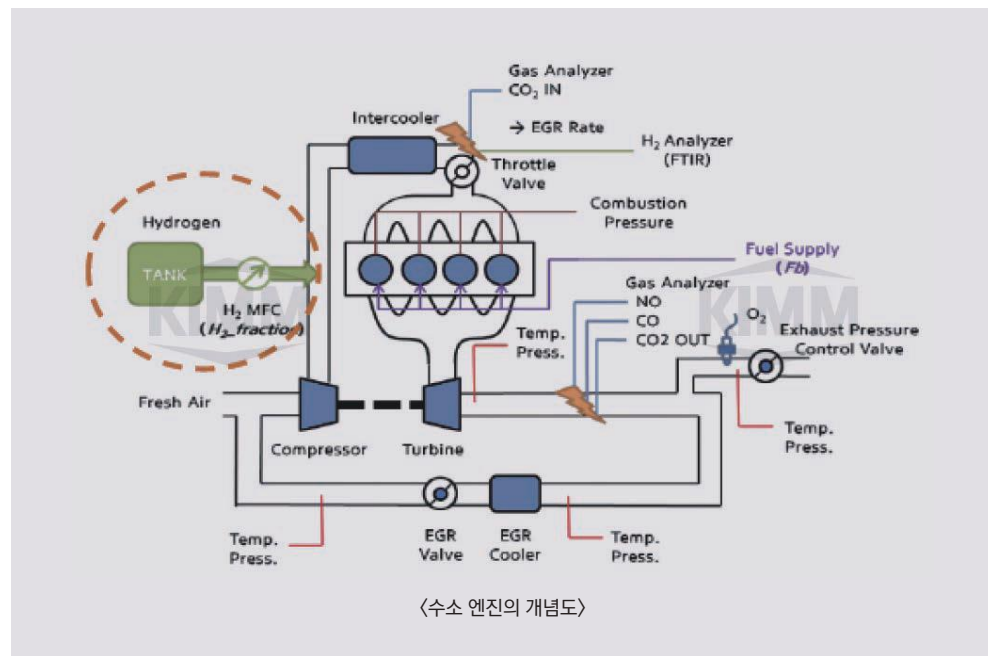 Gas Analyzer
CO₂ IN
Intercooler
→ EGR Rate
H₂ Analyzer
(FTIR)
Throttle
Valve
Hydrogen
Combustion
Pressure
TANK
Fuel Supply
(Fb)
KIMM
KIMM
H₂ MFC
(H₂_fraction)
Gas Analyzer
NO
CO
CO2 OUT
O₂
Exhaust Pressure
Control Valve
Temp.
Press.
Fresh Air
Compressor
Turbine
Temp.
Press.
Temp.
Press.
EGR
Valve
EGR
Cooler
Temp.
Press.
〈수소 엔진의 개념도〉